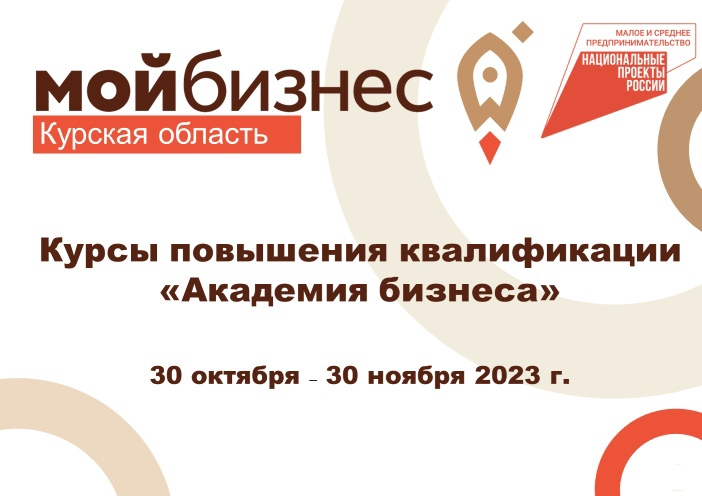 мойбизнес
Курская область
МАЛОЕ И СРЕДНЕЕ
ПРЕДПРИНИМАТЕЛЬСТВО
НАЦИОНАЛЬНЫЕ
ПРОЕКТЫ
РОССИИ
Курсы повышения квалификации
«Академия бизнеса»
30 октября – 30 ноября 2023 г.